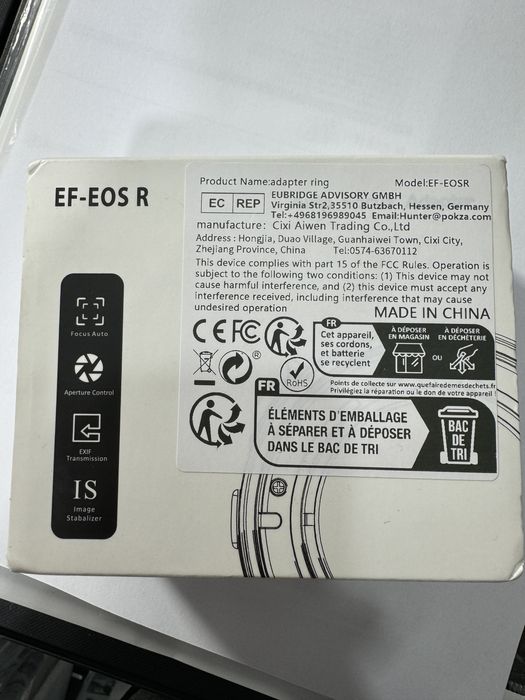 EF-EOS R
Focus Auto
Aperture Control
EXIF
Transmission
IS
Image
Stabalizer
Product Name:adapter ring Model:EF-EOSR
EC REP
EUBRIDGE ADVISORY GMBH
Virginia Str2,35510 Butzbach, Hessen, Germany
Tel:+4968196989045 Email:Hunter@pokza.com
manufacture: Cixi Aiwen Trading Co.,Ltd
Address : Hongjia, Duao Village, Guanhaiwei Town, Cixi City,
Zhejiang Province, China Tel:0574-63670112
This device complies with part 15 of the FCC Rules. Operation is
subject to the following two conditions: (1) This device may not
cause harmful interference, and (2) this device must accept any
interference received, including interference that may cause
undesired operation
MADE IN CHINA
CE FC
FR
Cet appareil,
ses cordons,
et batterie
se recyclent
À DÉPOSER
EN MAGASIN
OU
À DÉPOSER
EN DÉCHÈTERIE
®
RoHS
Points de collecte sur www.quefairedemesdechets.fr
Privilégiez la réparation ou le don de votre appareil !
FR
ÉLÉMENTS D'EMBALLAGE
À SÉPARER ET À DÉPOSER
DANS LE BAC DE TRI
BAC
DE
TRI